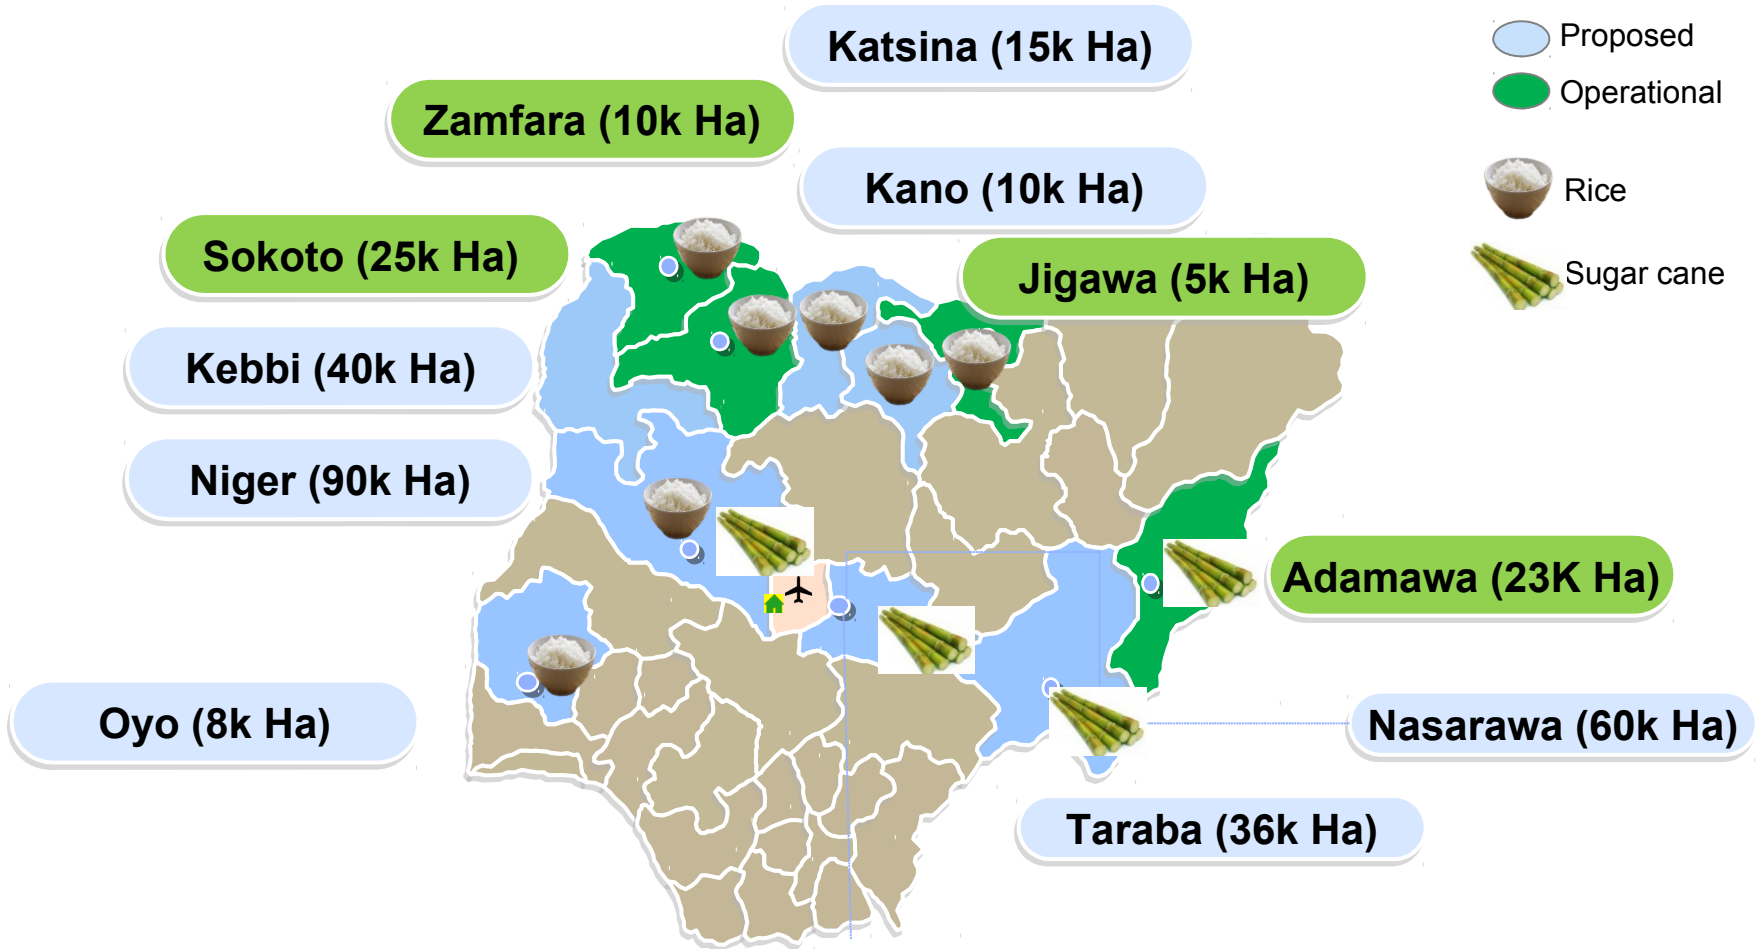 Katsina (15k Ha)
Proposed
Zamfara (10k Ha)
Operational
Kano (10k Ha)
Rice
Sokoto (25k Ha)
Jigawa (5k Ha)
Sugar cane
Kebbi (40k Ha)
Niger (90k Ha)
Adamawa (23K Ha)
Oyo (8k Ha)
Nasarawa (60k Ha)
Taraba (36k Ha)